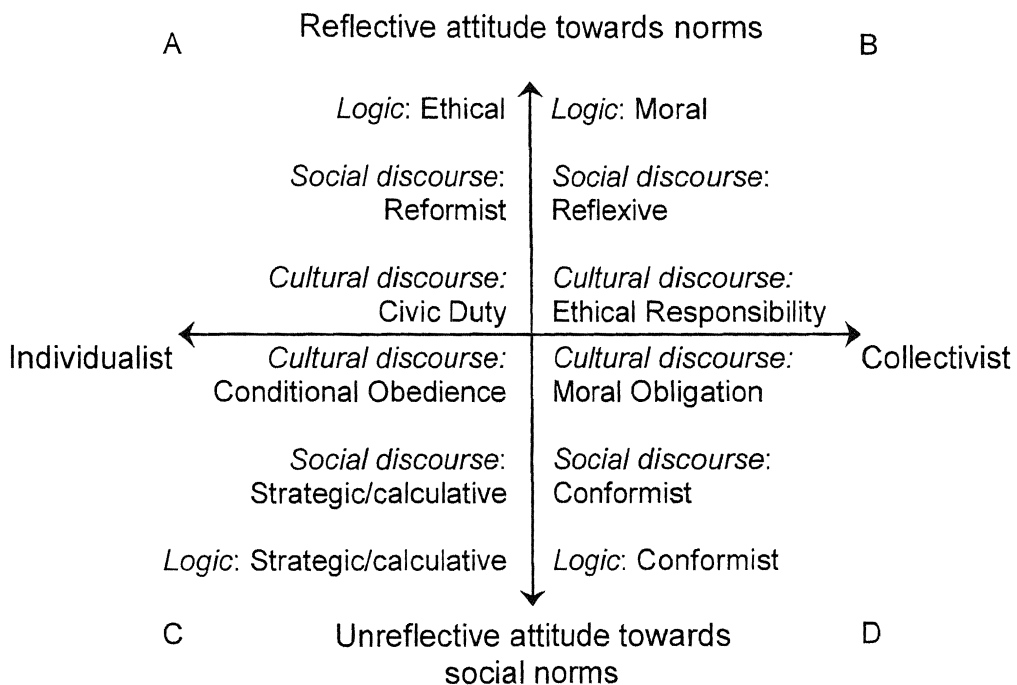 A
Reflective attitude towards norms
B
Logic: Ethical
Logic: Moral
Social discourse:
Reformist
Social discourse:
Reflexive
Cultural discourse:
Civic Duty
Cultural discourse:
Ethical Responsibility
Individualist
Collectivist
Cultural discourse:
Conditional Obedience
Cultural discourse:
Moral Obligation
Social discourse:
Strategic/calculative
Social discourse:
Conformist
Logic: Strategic/calculative
Logic: Conformist
C
Unreflective attitude towards
social norms
D